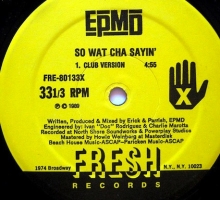 EPMD
SO WAT CHA SAYIN'
1. CLUB VERSION 4:55
FRE-80133X
33 1/3 RPM
Ⓟ © 1989
Written, Produced & Mixed by Erick & Parrish, EPMD
Engineered by: Ivan "Doc" Rodriguez & Charlie Marotta
Recorded at North Shore Soundworks & Powerplay Studios
Mastered by Howie Weinberg at Masterdisk
Beach House Music-ASCAP-Paricken Music-ASCAP
1974 Broadway FRESH N.Y., N.Y. 10023
RECORDS